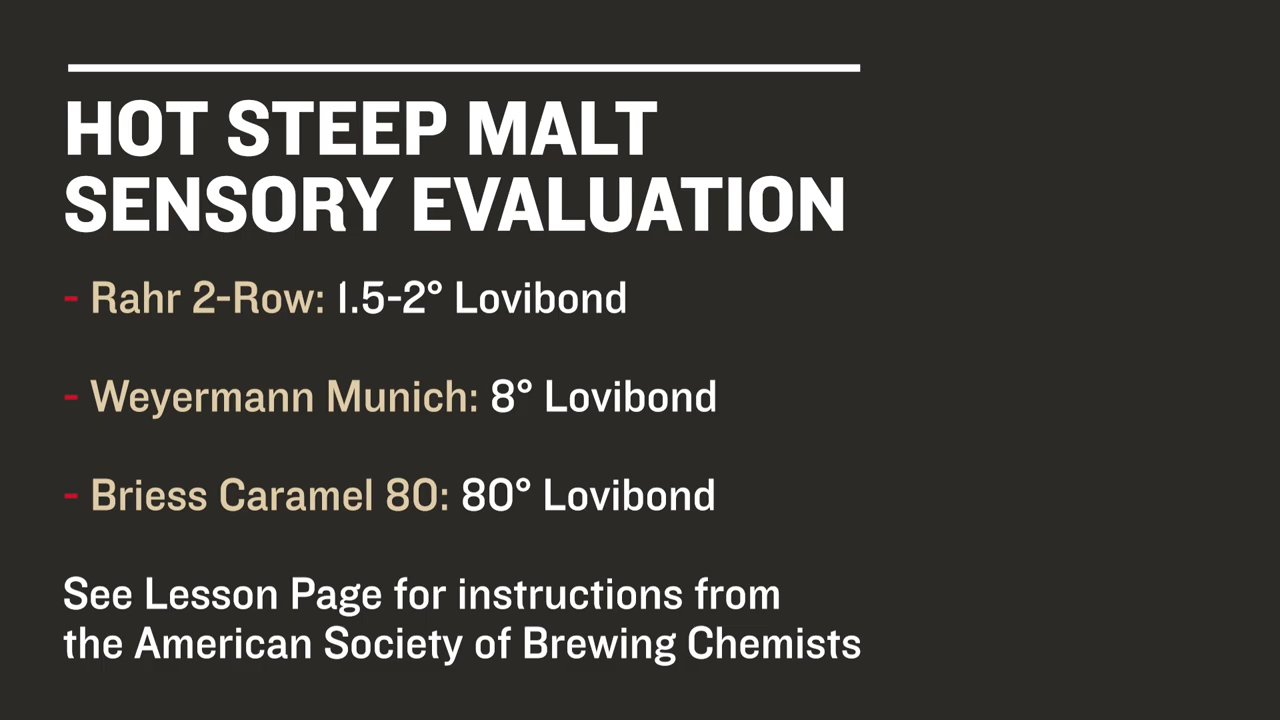 HOT STEEP MALT
SENSORY EVALUATION
- Rahr 2-Row: 1.5-2° Lovibond
- Weyermann Munich: 8° Lovibond
- Briess Caramel 80: 80° Lovibond
See Lesson Page for instructions from
the American Society of Brewing Chemists